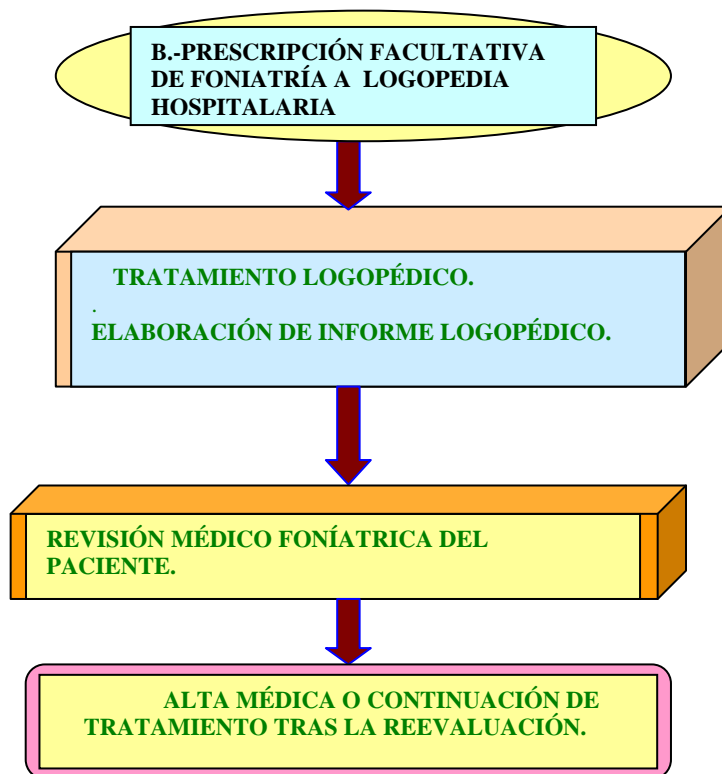 B.-PRESCRIPCIÓN FACULTATIVA
DE FONIATRÍA A LOGOPEDIA
HOSPITALARIA
TRATAMIENTO LOGOPÉDICO.
.
ELABORACIÓN DE INFORME LOGOPÉDICO.
REVISIÓN MÉDICO FONÍATRICA DEL
PACIENTE.
ALTA MÉDICA O CONTINUACIÓN DE
TRATAMIENTO TRAS LA REEVALUACIÓN.